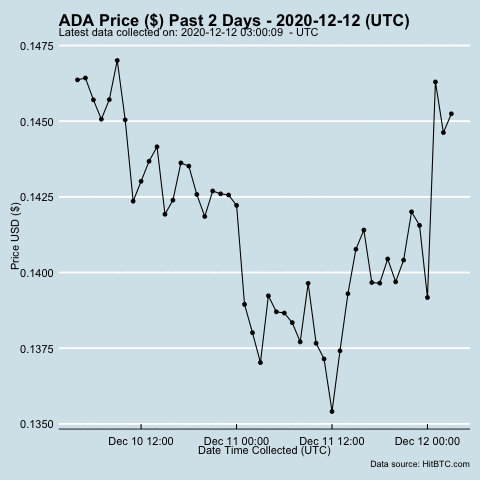 ADA Price ($) Past 2 Days - 2020-12-12 (UTC)
Latest data collected on: 2020-12-12 03:00:09  - UTC
0.1475
0.1450
0.1425
0.1400
0.1375
0.1350
Price USD ($)
Dec 10 12:00 Dec 11 00:00 Dec 11 12:00 Dec 12 00:00
Date Time Collected (UTC)
Data source: HitBTC.com